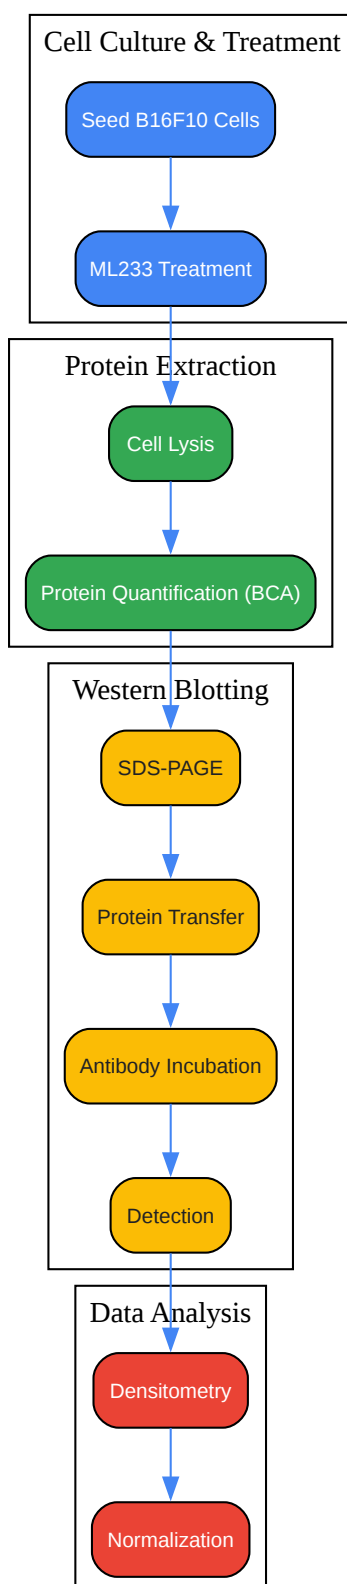 Cell Culture & Treatment
Seed B16F10 Cells
ML233 Treatment
Protein Extraction
Cell Lysis
Protein Quantification (BCA)
Western Blotting
SDS-PAGE
Protein Transfer
Antibody Incubation
Detection
Data Analysis
Densitometry
Normalization